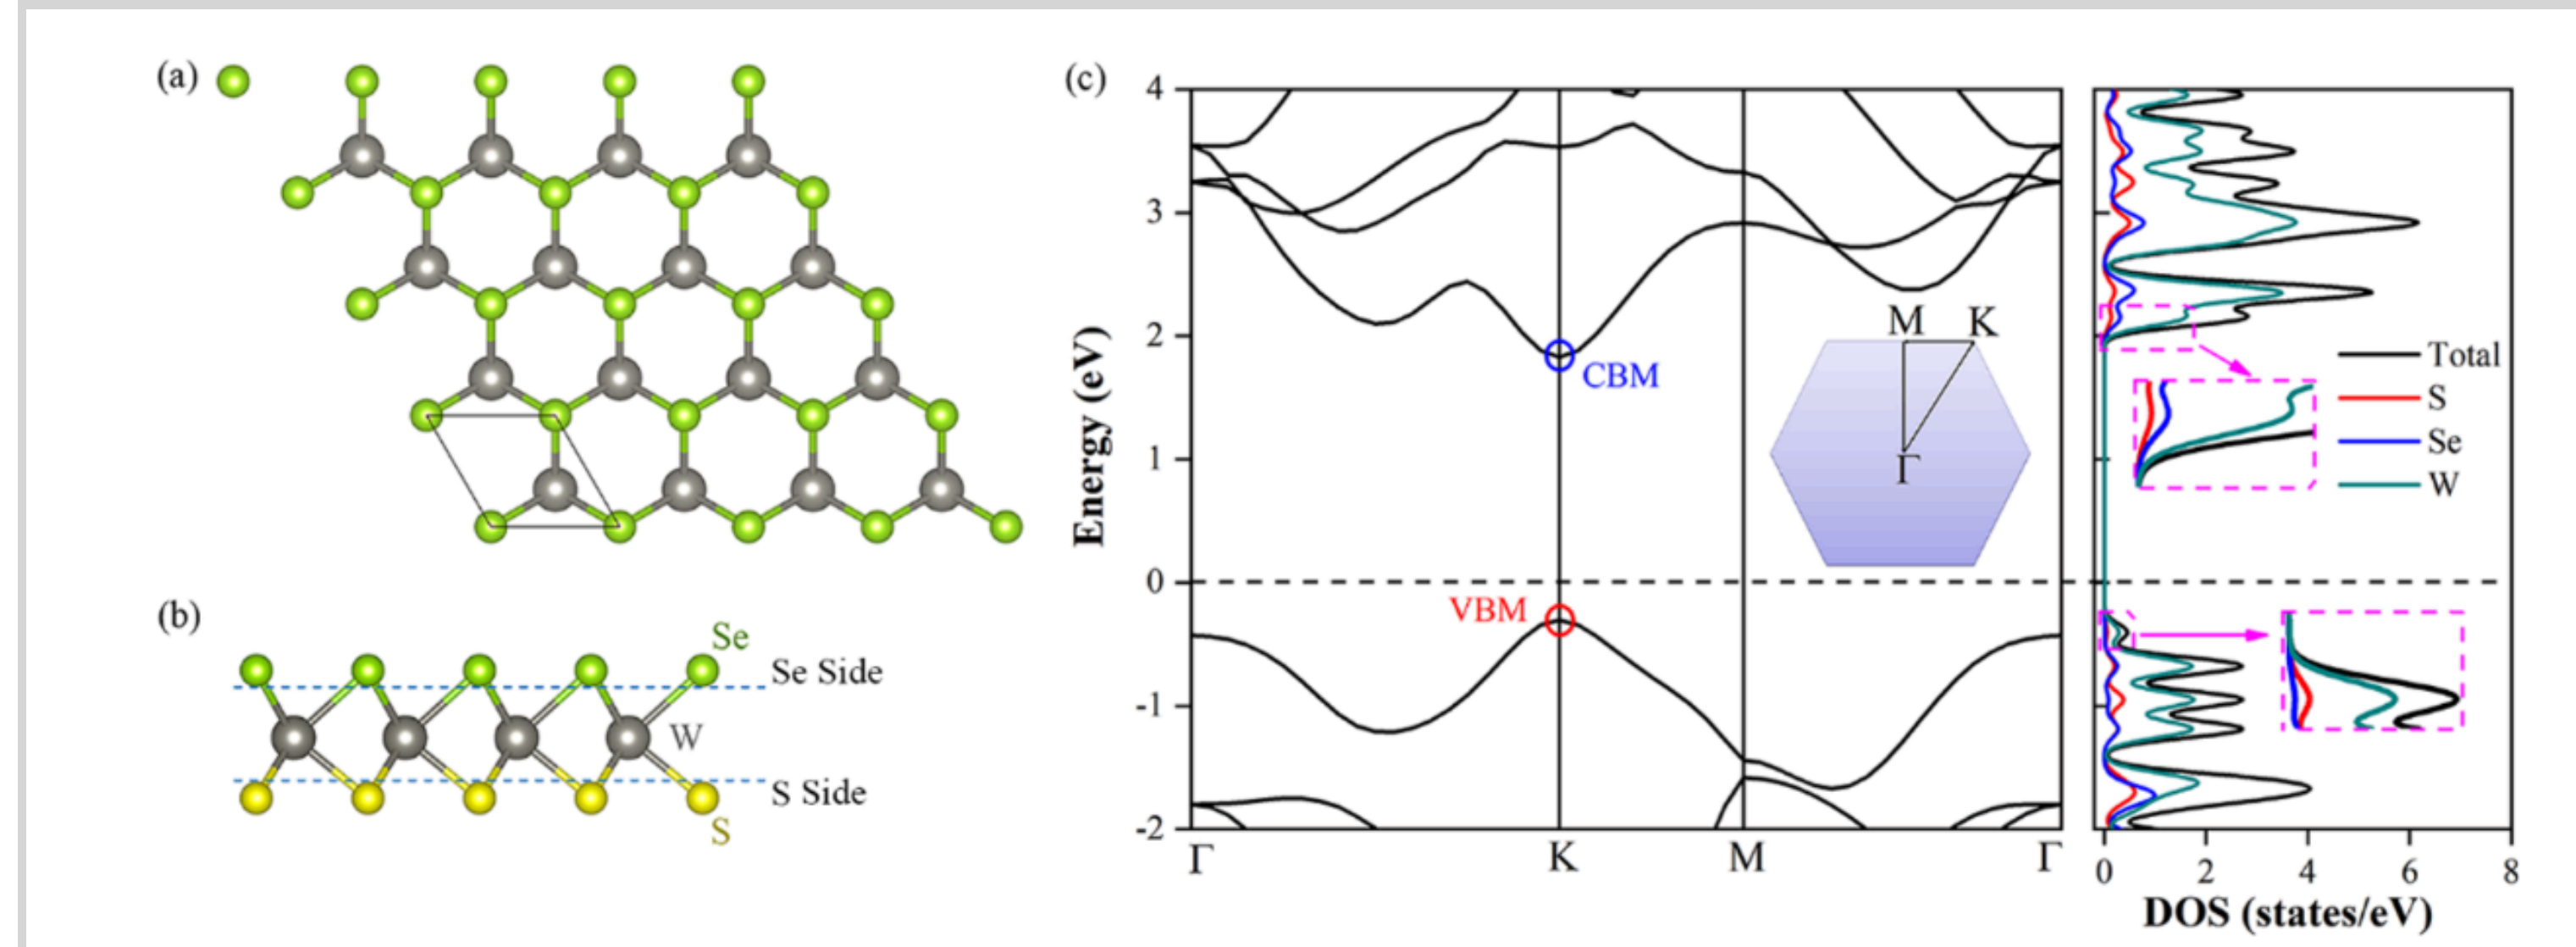 (a)
(b)
Se
Se Side
W
S Side
S
(c)
Energy (eV)
4
3
2
1
0
-1
-2
CBM
VBM
M K
Γ
Γ K M Γ
Total
S
Se
W
0 2 4 6 8
DOS (states/eV)